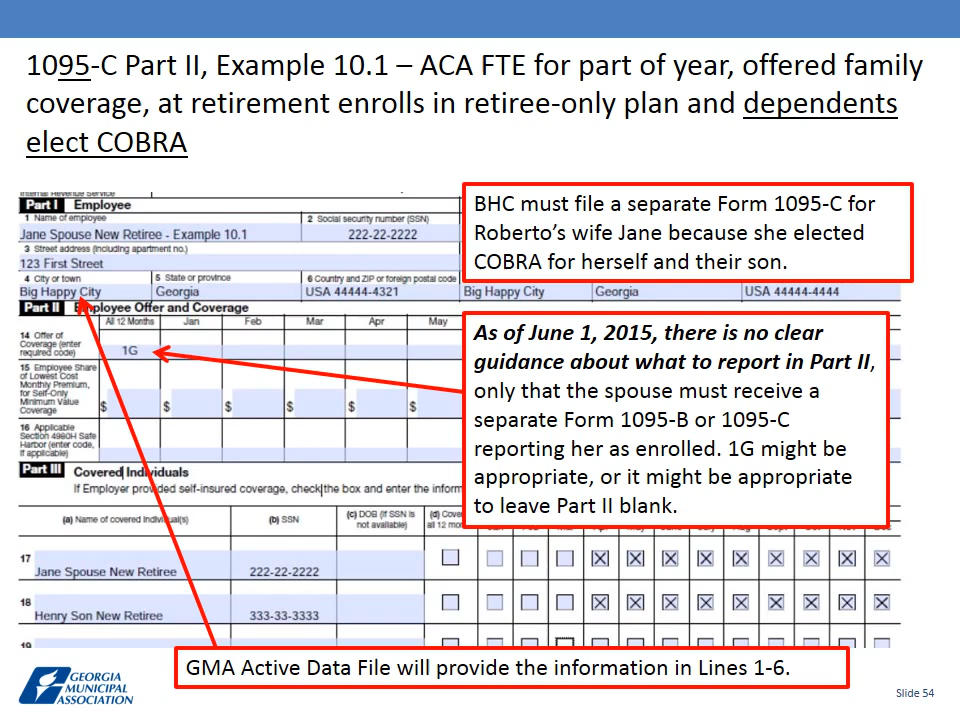 1095-C Part II, Example 10.1 – ACA FTE for part of year, offered family
coverage, at retirement enrolls in retiree-only plan and dependents
elect COBRA
Internal Revenue Service
Part I Employee
1 Name of employee
2 Social security number (SSN)
Jane Spouse New Retiree - Example 10.1
222-22-2222
3 Street address (including apartment no.)
123 First Street
4 City or town
5 State or province
6 Country and ZIP or foreign postal code
Big Happy City
Georgia
USA 44444-4321
Big Happy City
Georgia
USA 44444-4444
BHC must file a separate Form 1095-C for
Roberto’s wife Jane because she elected
COBRA for herself and their son.
Part II Employee Offer and Coverage
All 12 Months Jan Feb Mar Apr May
14 Offer of
Coverage (enter
required code)
1G
15 Employee Share
of Lowest Cost
Monthly Premium,
for Self-Only
Minimum Value
Coverage
$ $ $ $ $ $
16 Applicable
Section 4980H Safe
Harbor (enter code,
if applicable)
As of June 1, 2015, there is no clear
guidance about what to report in Part II,
only that the spouse must receive a
separate Form 1095-B or 1095-C
reporting her as enrolled. 1G might be
appropriate, or it might be appropriate
to leave Part II blank.
Part III Covered Individuals
If Employer provided self-insured coverage, check the box and enter the inform
(a) Name of covered individual(s)
(b) SSN
(c) DOB (If SSN is
not available)
(d) Cove
all 12 mon
17
Jane Spouse New Retiree
222-22-2222
18
Henry Son New Retiree
333-33-3333
19
GMA Active Data File will provide the information in Lines 1-6.
GEORGIA
MUNICIPAL
ASSOCIATION
Slide 54